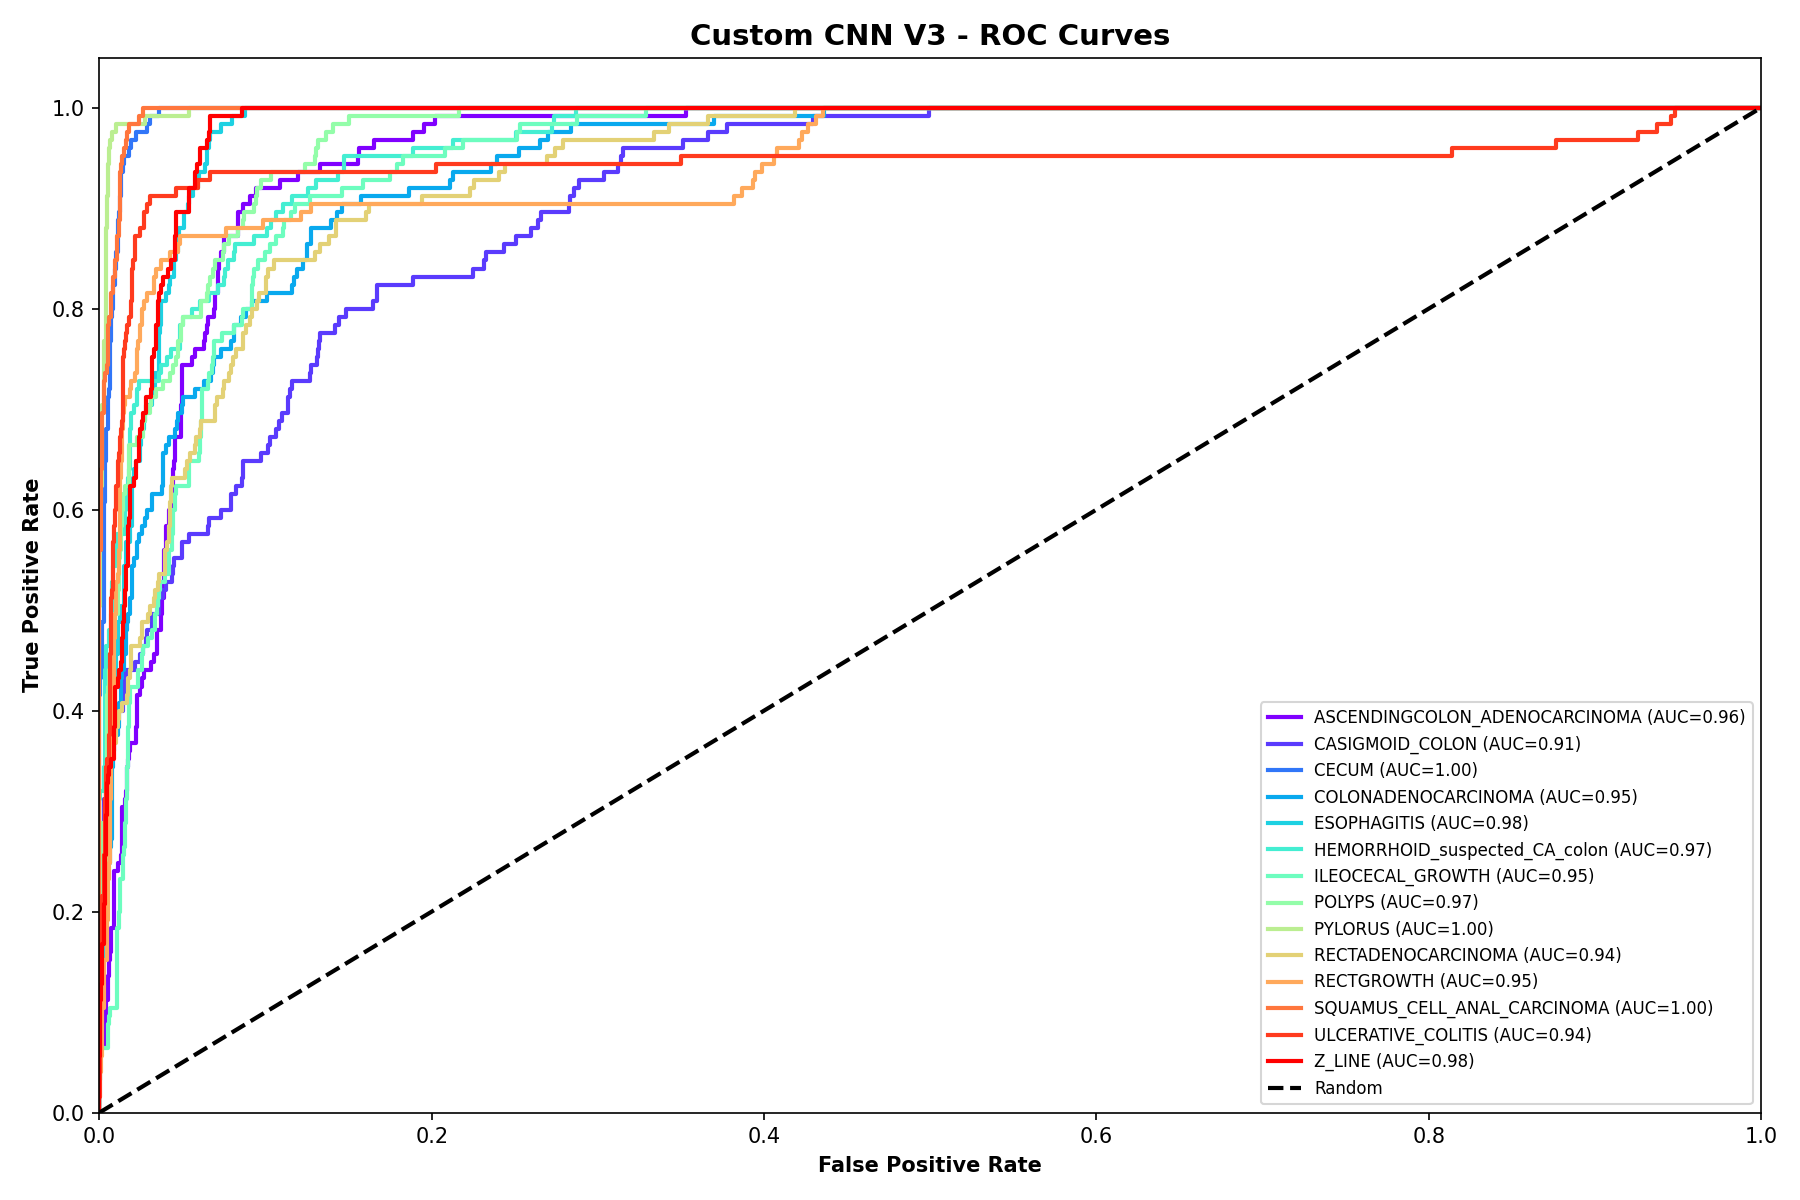 Custom CNN V3 - ROC Curves
1.0
0.8
0.6
0.4
0.2
0.0
True Positive Rate
0.0 0.2 0.4 0.6 0.8 1.0
False Positive Rate
ASCENDINGCOLON_ADENOCARCINOMA (AUC=0.96)
CASIGMOID_COLON (AUC=0.91)
CECUM (AUC=1.00)
COLONADENOCARCINOMA (AUC=0.95)
ESOPHAGITIS (AUC=0.98)
HEMORRHOID_suspected_CA_colon (AUC=0.97)
ILEOCECAL_GROWTH (AUC=0.95)
POLYPS (AUC=0.97)
PYLORUS (AUC=1.00)
RECTADENOCARCINOMA (AUC=0.94)
RECTGROWTH (AUC=0.95)
SQUAMUS_CELL_ANAL_CARCINOMA (AUC=1.00)
ULCERATIVE_COLITIS (AUC=0.94)
Z_LINE (AUC=0.98)
Random